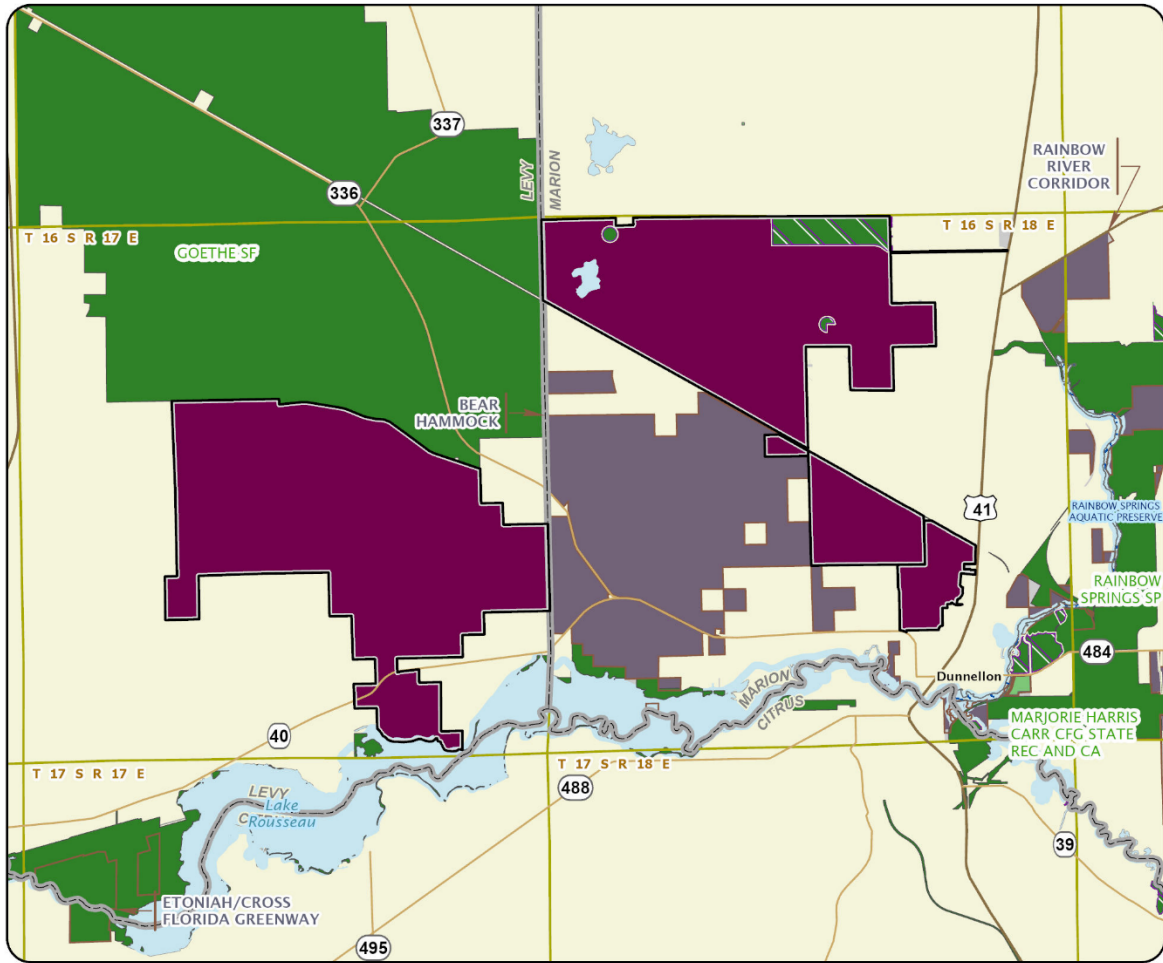 337
LEVY
MARION
RAINBOW
RIVER
CORRIDOR
336
T 16 S R 17 E
T 16 S R 18 E
GOETHE SF
BEAR
HAMMOCK
41
RAINBOW SPRINGS
AQUATIC PRESERVE
RAINBOW
SPRINGS SP
484
Dunnellon
MARION
CITRUS
MARJORIE HARRIS
CARR CFG STATE
REC AND CA
40
T 17 S R 17 E
T 17 S R 18 E
488
LEVY
Lake
Rousseau
39
ETONIAH/CROSS
FLORIDA GREENWAY
495